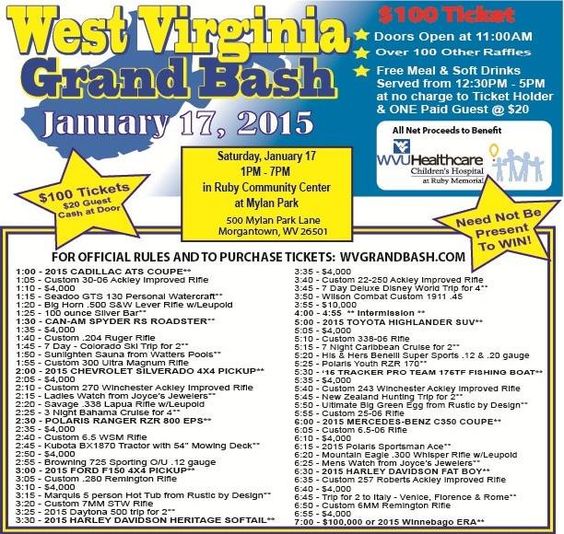 West Virginia
Grand Bash
January 17, 2015
$100 Ticket
Doors Open at 11:00AM
Over 100 Other Raffles
Free Meal & Soft Drinks
Served from 12:30PM - 5PM
at no charge to Ticket Holder
& ONE Paid Guest @ $20
All Net Proceeds to Benefit
WVUHealthcare
Children's Hospital
at Ruby Memorial
$100 Tickets
$20 Guest
Cash at Door
Saturday, January 17
1PM - 7PM
in Ruby Community Center
at Mylan Park
500 Mylan Park Lane
Morgantown, WV 26501
Need Not Be
Present
To WIN!
FOR OFFICIAL RULES AND TO PURCHASE TICKETS: WVGRANDBASH.COM
1:00 - 2015 CADILLAC ATS COUPE**
1:05 - Custom 30-06 Ackley Improved Rifle
1:10 - $4,000
1:15 - Seadoo GTS 130 Personal Watercraft**
1:20 - Big Horn .500 S&W Lever Rifle w/Leupold
1:25 - 100 ounce Silver Bar**
1:30 - CAN-AM SPYDER RS ROADSTER**
1:35 - $4,000
1:40 - Custom .204 Ruger Rifle
1:45 - 7 Day - Colorado Ski Trip for 2**
1:50 - Sunlighten Sauna from Watters Pools**
1:55 - Custom 300 Ultra Magnum Rifle
2:00 - 2015 CHEVROLET SILVERADO 4X4 PICKUP**
2:05 - $4,000
2:10 - Custom 270 Winchester Ackley Improved Rifle
2:15 - Ladies Watch from Joyce's Jewelers**
2:20 - Savage .338 Lapua Rifle w/Leupold
2:25 - 3 Night Bahama Cruise for 4**
2:30 - POLARIS RANGER RZR 800 EPS**
2:35 - $4,000
2:40 - Custom 6.5 WSM Rifle
2:45 - Kubota BX1870 Tractor with 54" Mowing Deck**
2:50 - $4,000
2:55 - Browning 725 Sporting O/U .12 gauge
3:00 - 2015 FORD F150 4X4 PICKUP**
3:05 - Custom .280 Remington Rifle
3:10 - $4,000
3:15 - Marquis 5 person Hot Tub from Rustic by Design**
3:20 - Custom 7MM STW Rifle
3:25 - 2015 Daytona 500 trip for 2**
3:30 - 2015 HARLEY DAVIDSON HERITAGE SOFTAIL**
3:35 - $4,000
3:40 - Custom 22-250 Ackley Improved Rifle
3:45 - 7 Day Deluxe Disney World Trip for 4**
3:50 - Wilson Combat Custom 1911 .45
3:55 - $10,000
4:00 - 4:55 ** Intermission **
5:00 - 2015 TOYOTA HIGHLANDER SUV**
5:05 - $4,000
5:10 - Custom 338-06 Rifle
5:15 - 7 Night Caribbean Cruise for 2**
5:20 - His & Hers Benelli Super Sports .12 & .20 gauge
5:25 - Polaris Youth RZR 170**
5:30 - '16 TRACKER PRO TEAM 176TF FISHING BOAT**
5:35 - $4,000
5:40 - Custom 243 Winchester Ackley Improved Rifle
5:45 - New Zealand Hunting Trip for 2**
5:50 - Ultimate Big Green Egg from Rustic by Design**
5:55 - Custom 25-06 Rifle
6:00 - 2015 MERCEDES-BENZ C350 COUPE**
6:05 - Custom 6.5-06 Rifle
6:10 - $4,000
6:15 - 2015 Polaris Sportsman Ace**
6:20 - Mountain Eagle .300 Whisper Rifle w/Leupold
6:25 - Mens Watch from Joyce's Jewelers**
6:30 - 2015 HARLEY DAVIDSON FAT BOY**
6:35 - Custom 257 Roberts Ackley Improved Rifle
6:40 - $4,000
6:45 - Trip for 2 to Italy - Venice, Florence & Rome**
6:50 - Custom 6MM Remington Rifle
6:55 - $4,000
7:00 - $100,000 or 2015 Winnebago ERA**